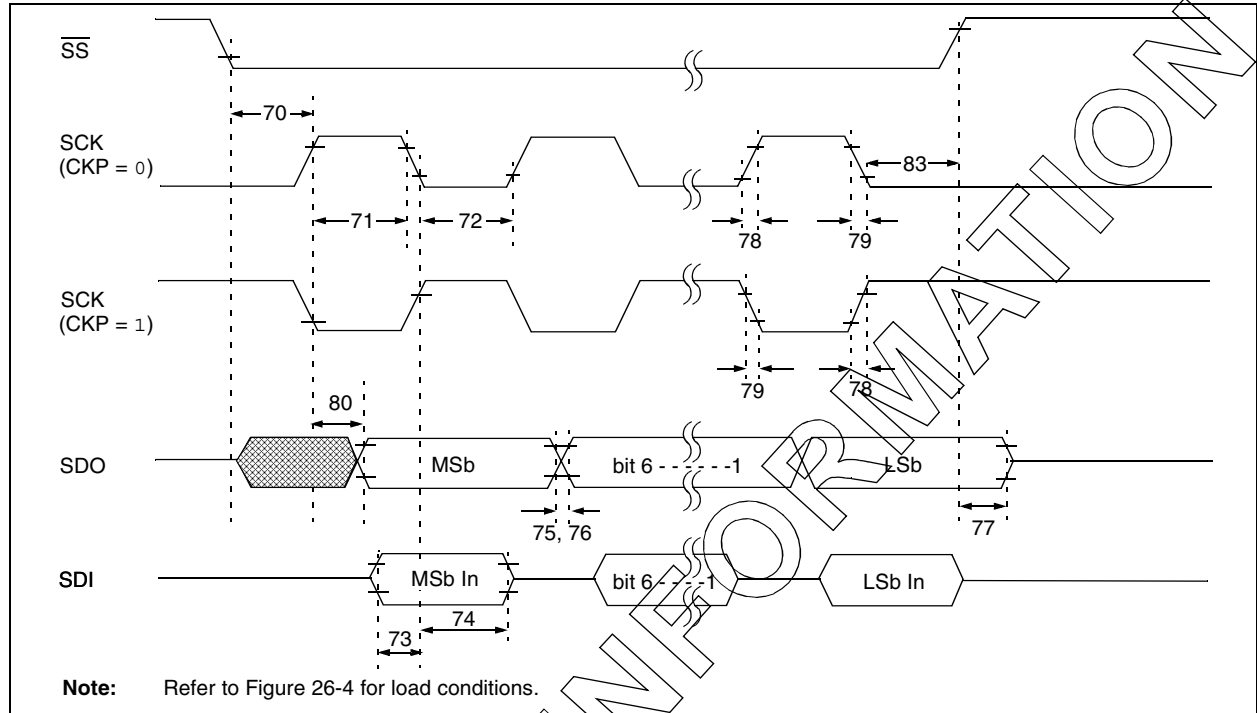 SS
70
SCK
(CKP = 0)
83
71
72
78
79
SCK
(CKP = 1)
79
78
80
SDO
MSb
bit 6 - - - - - -1
LSb
75, 76
77
SDI
MSb In
bit 6 - - - -1
LSb In
74
73
Note: Refer to Figure 26-4 for load conditions.
NFORMATION